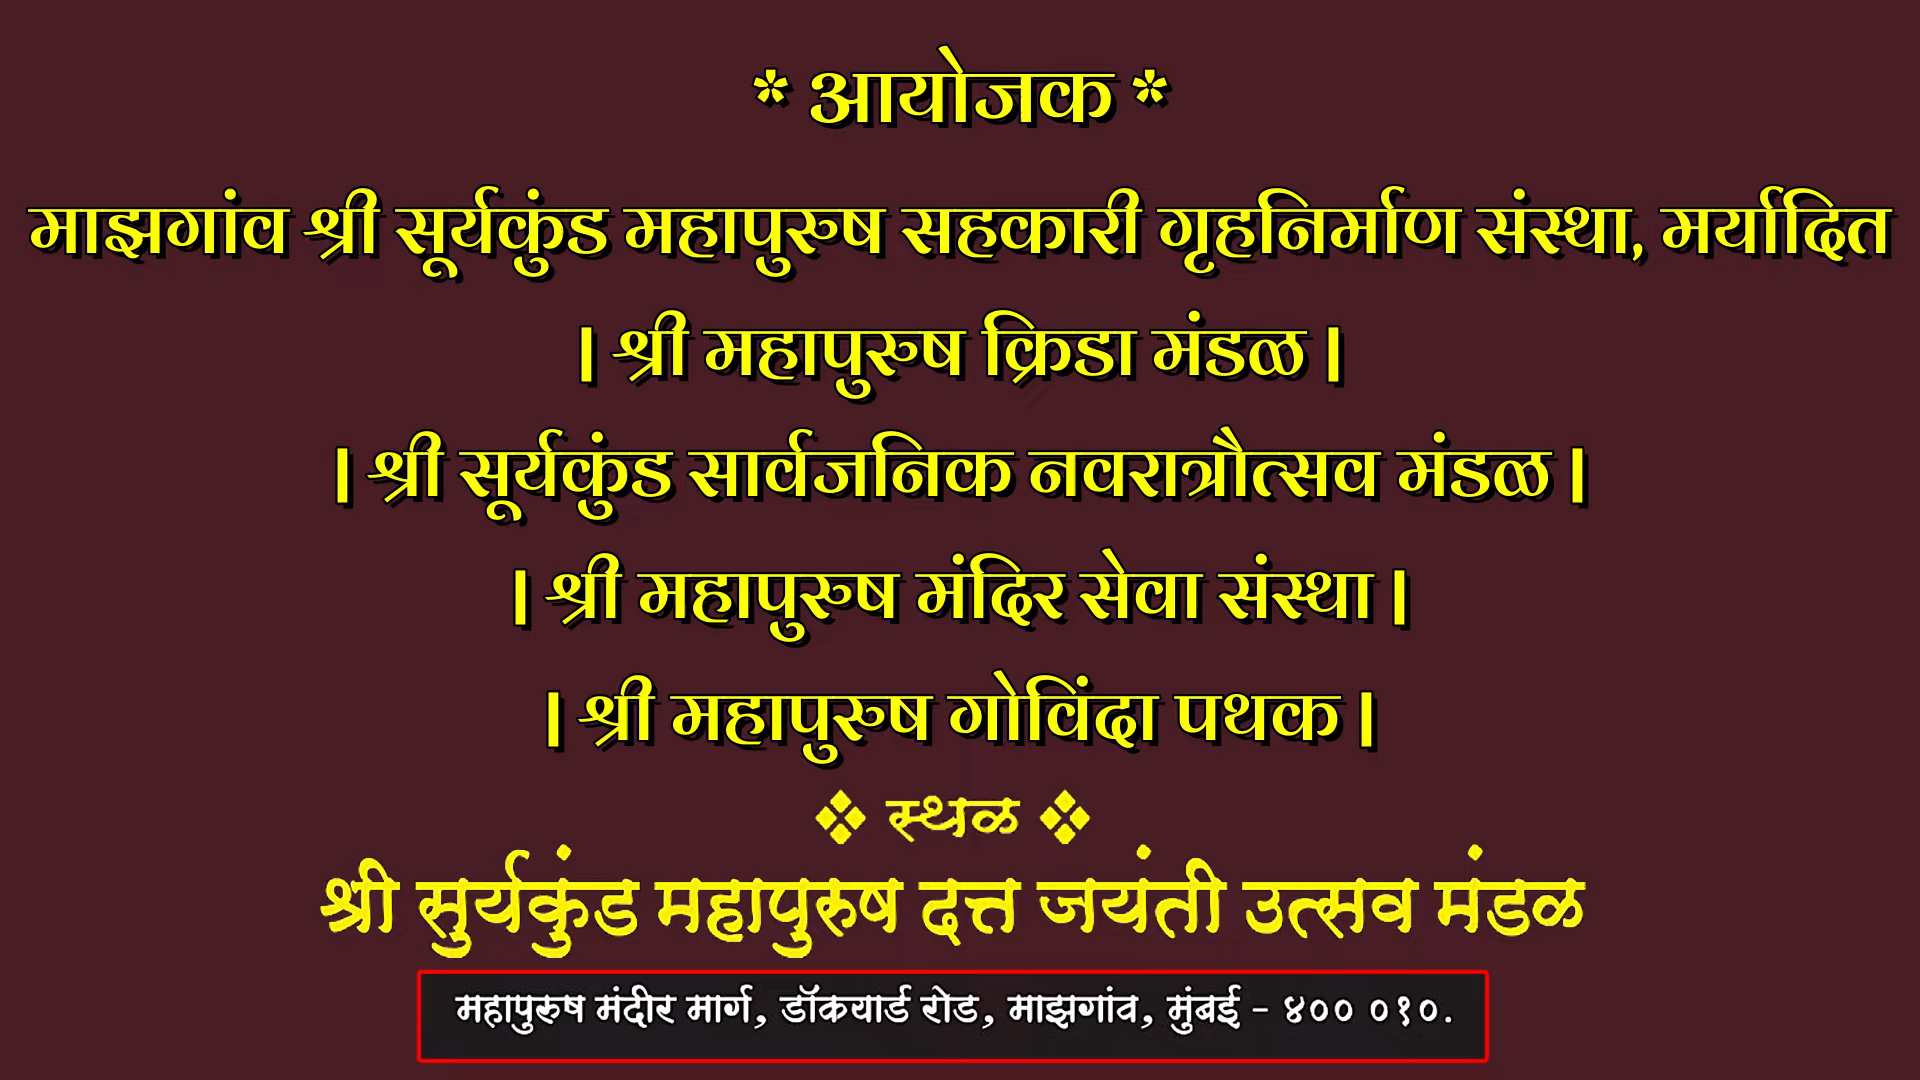 * आयोजक *
माझगांव श्री सूर्यकुंड महापुरुष सहकारी गृहनिर्माण संस्था, मर्यादित
| श्री महापुरुष क्रिडा मंडळ |
| श्री सूर्यकुंड सार्वजनिक नवरात्रौत्सव मंडळ |
| श्री महापुरुष मंदिर सेवा संस्था |
| श्री महापुरुष गोविंदा पथक |
❖ स्थळ ❖
श्री सुर्यकुंड महापुरुष दत्त जयंती उत्सव मंडळ
महापुरुष मंदीर मार्ग, डॉकयार्ड रोड, माझगांव, मुंबई - ४०० ०१०.